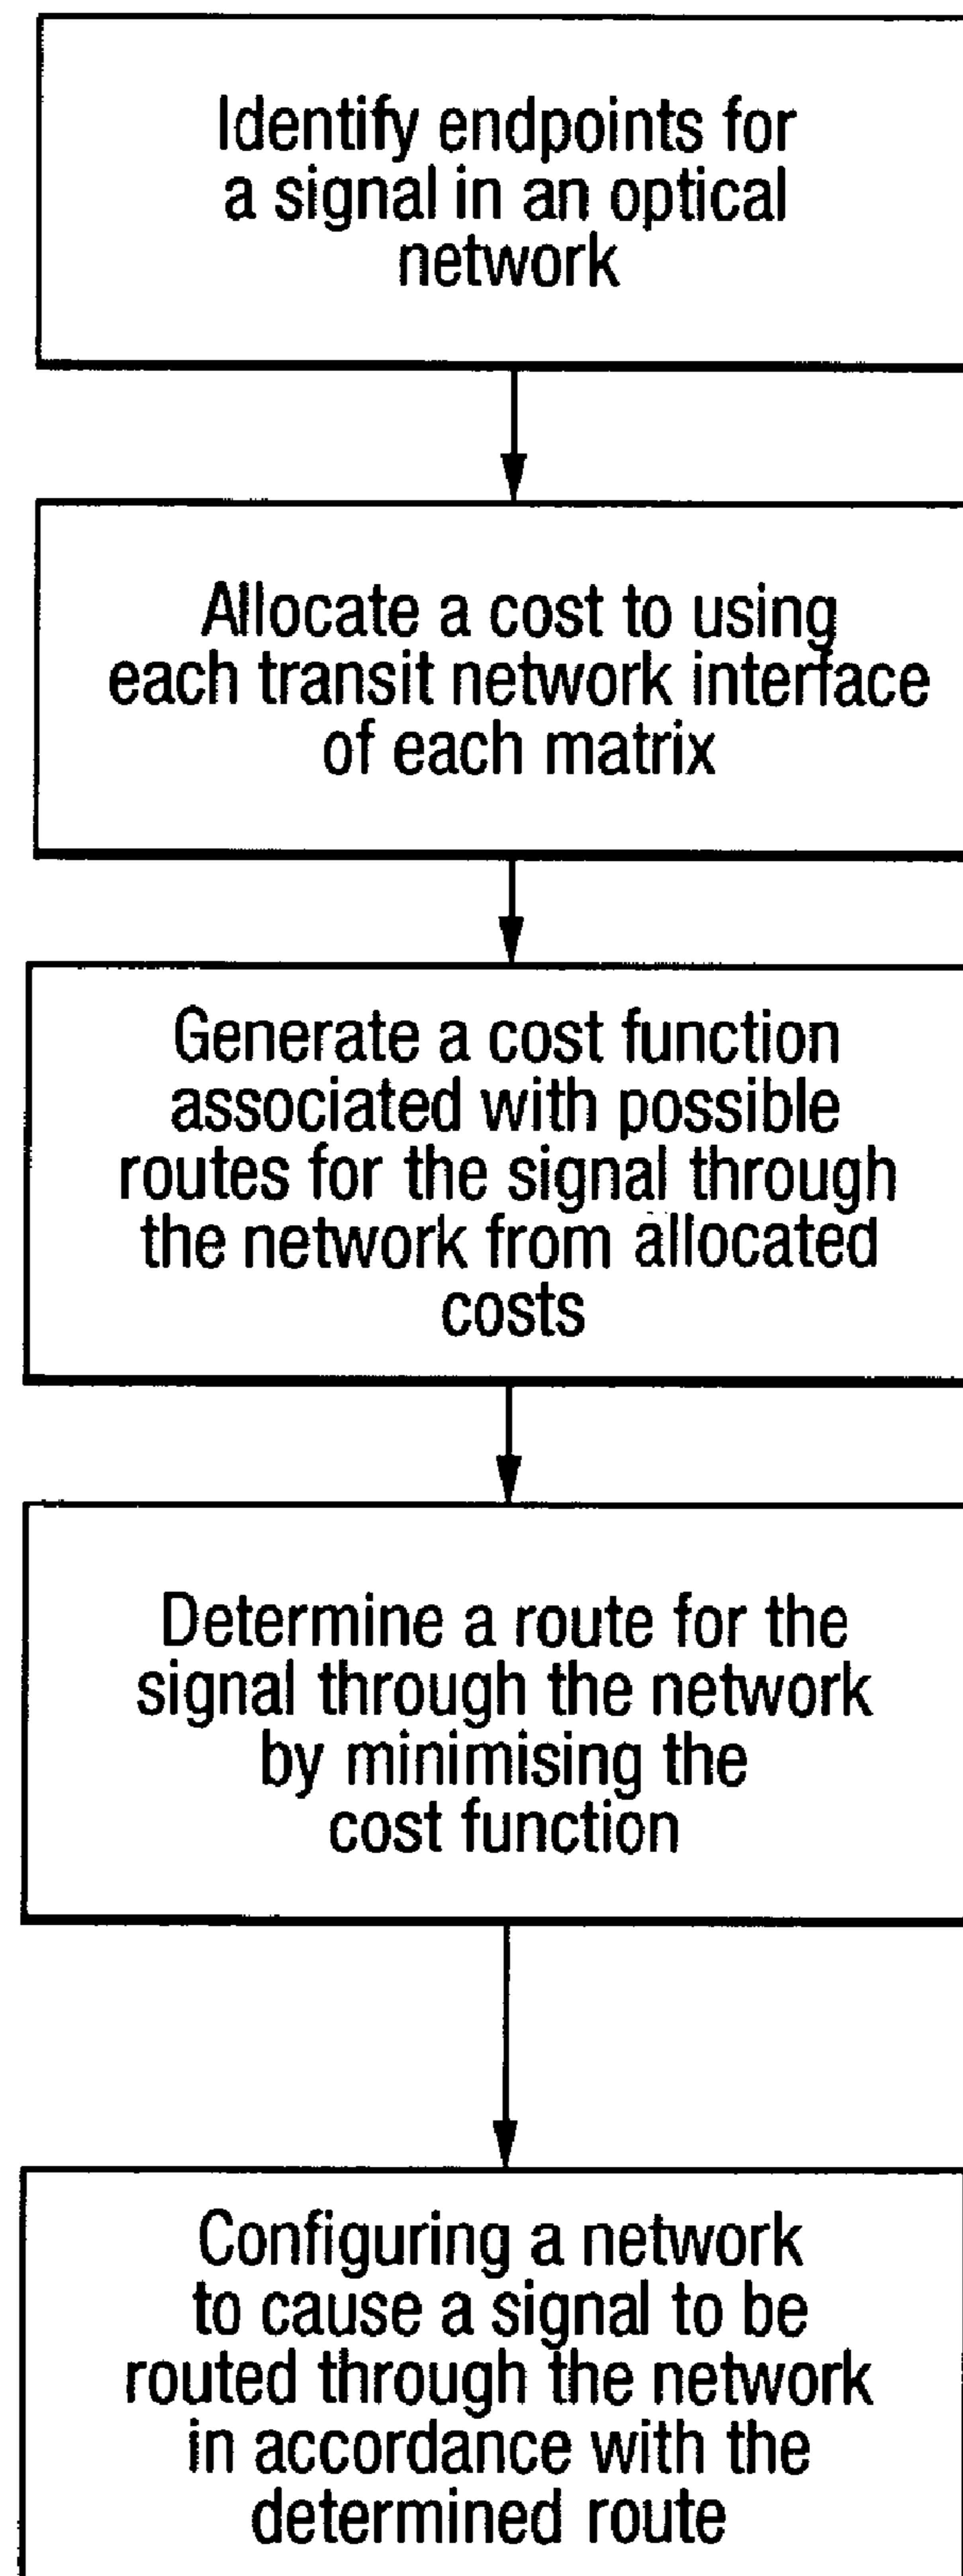 Identify endpoints for
a signal in an optical
network
Allocate a cost to using
each transit network interface
of each matrix
Generate a cost function
associated with possible
routes for the signal through
the network from allocated
costs
Determine a route for the
signal through the network
by minimising the
cost function
Configuring a network
to cause a signal to be
routed through the network
in accordance with the
determined route